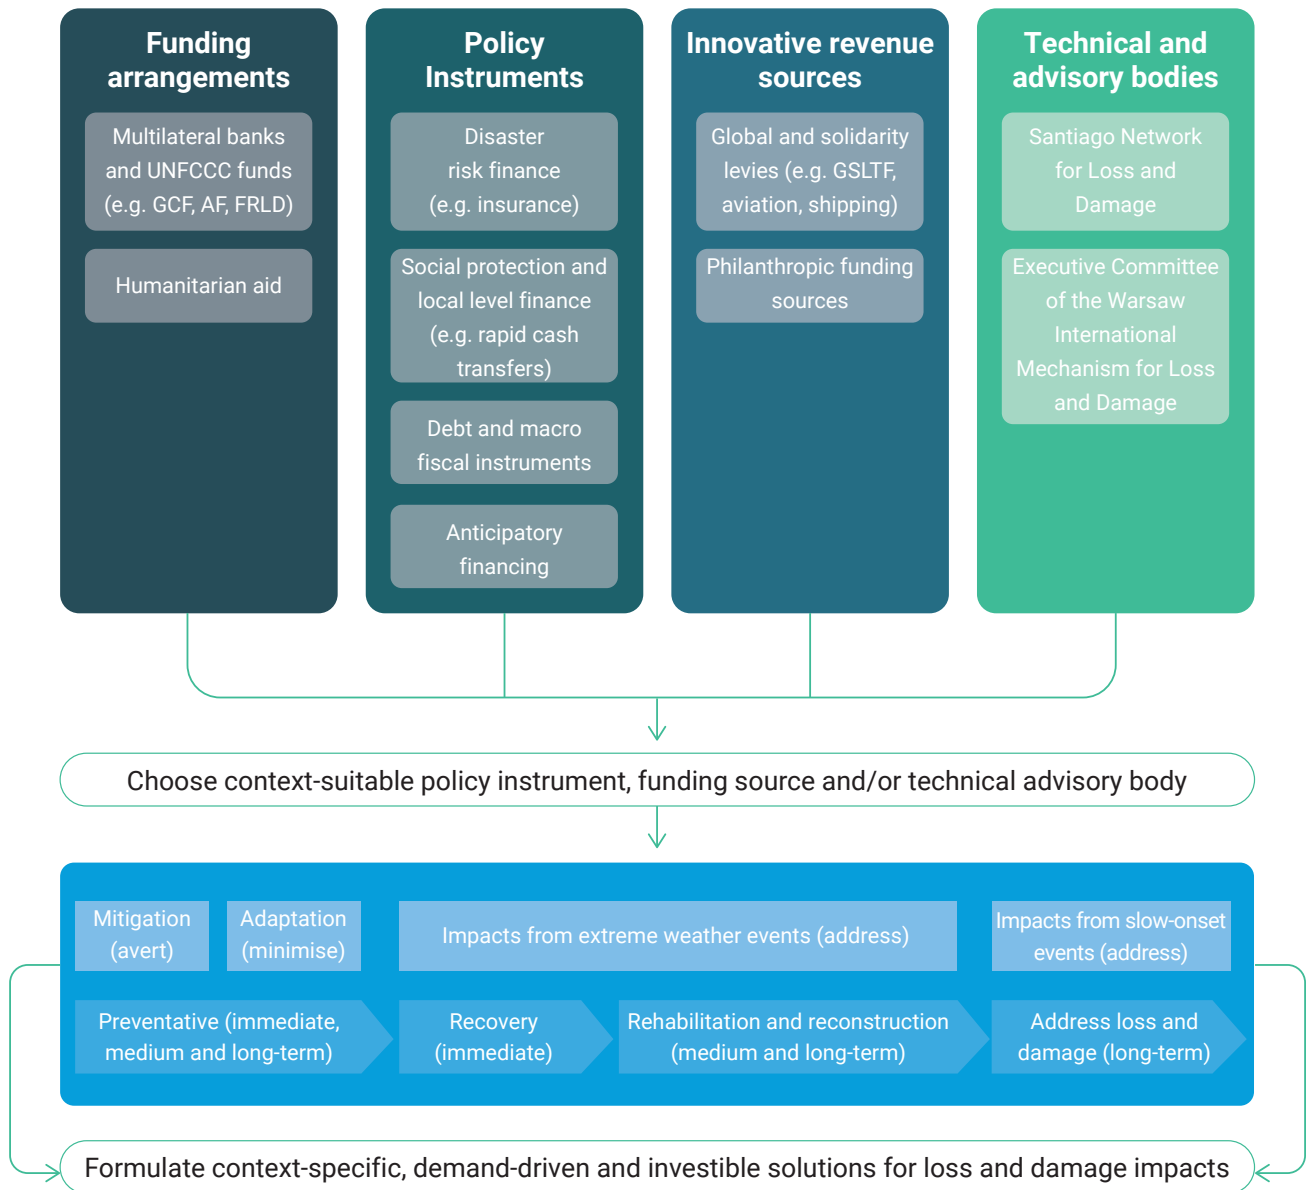 Funding
arrangements
Multilateral banks
and UNFCCC funds
(e.g. GCF, AF, FRLD)
Humanitarian aid
Policy
Instruments
Disaster
risk finance
(e.g. insurance)
Social protection and
local level finance
(e.g. rapid cash
transfers)
Debt and macro
fiscal instruments
Anticipatory
financing
Innovative revenue
sources
Global and solidarity
levies (e.g. GSLTF,
aviation, shipping)
Philanthropic funding
sources
Technical and
advisory bodies
Santiago Network
for Loss and
Damage
Executive Committee
of the Warsaw
International
Mechanism for Loss
and Damage
Choose context-suitable policy instrument, funding source and/or technical advisory body
Mitigation
(avert)
Adaptation
(minimise)
Impacts from extreme weather events (address)
Impacts from slow-onset
events (address)
Preventative (immediate,
medium and long-term)
Recovery
(immediate)
Rehabilitation and reconstruction
(medium and long-term)
Address loss and
damage (long-term)
Formulate context-specific, demand-driven and investible solutions for loss and damage impacts